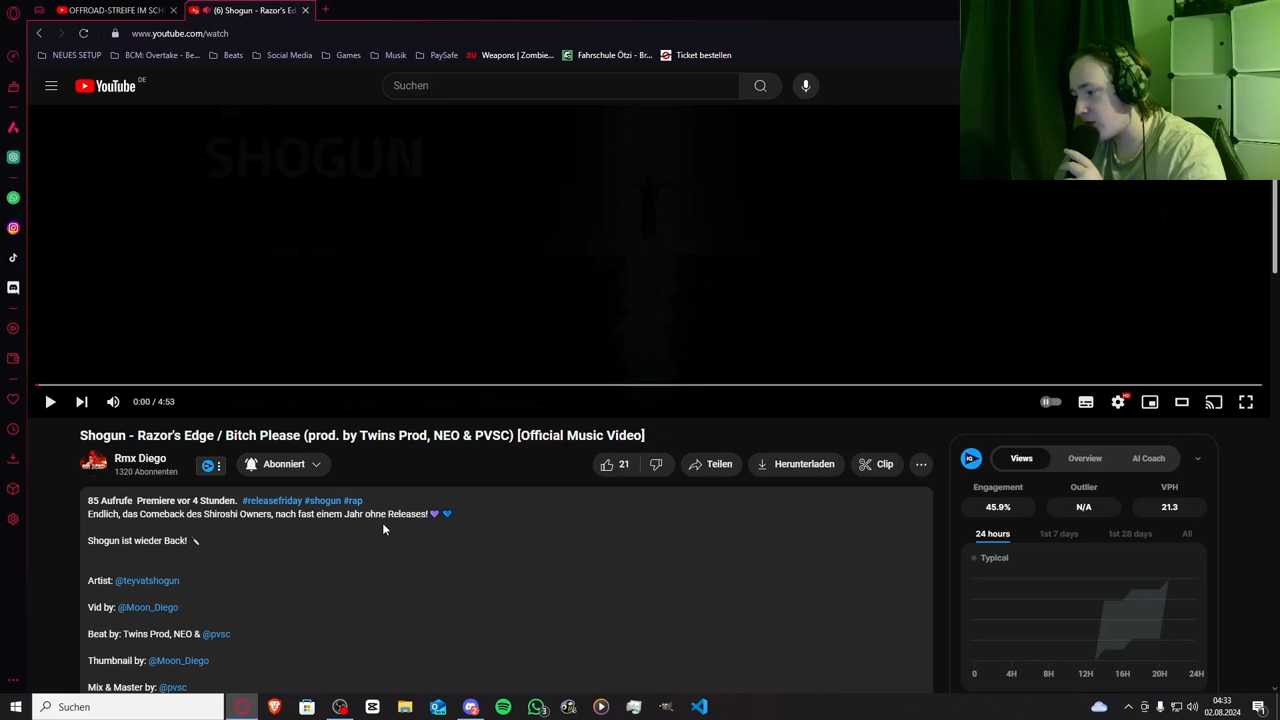 OFFROAD-STREIFE IM SCH
(6) Shogun - Razor's Ed
www.youtube.com/watch
NEUES SETUP
BCM: Overtake - Be...
Beats
Social Media
Games
Musik
PaySafe
ZU Weapons | Zombie...
Fahrschule Ötzi - Br...
Ticket bestellen
YouTube DE
Suchen
SHOGUN
0:00 / 4:53
HD
Shogun - Razor's Edge / Bitch Please (prod. by Twins Prod, NEO & PVSC) [Official Music Video]
Rmx Diego
1320 Abonnenten
Abonniert
21
Teilen
Herunterladen
Clip
85 Aufrufe Premiere vor 4 Stunden. #releasefriday #shogun #rap
Endlich, das Comeback des Shiroshi Owners, nach fast einem Jahr ohne Releases!💜 💙
Shogun ist wieder Back! 🔪
Artist: @teyvatshogun
Vid by: @Moon_Diego
Beat by: Twins Prod, NEO & @pvsc
Thumbnail by: @Moon_Diego
Mix & Master by: @pvsc
IQ
Views
Overview
AI Coach
Engagement
Outlier
VPH
45.9%
N/A
21.3
24 hours
1st 7 days
1st 28 days
All
Typical
0
4H
8H
12H
16H
20H
24H
Suchen
3
04:33
02.08.2024